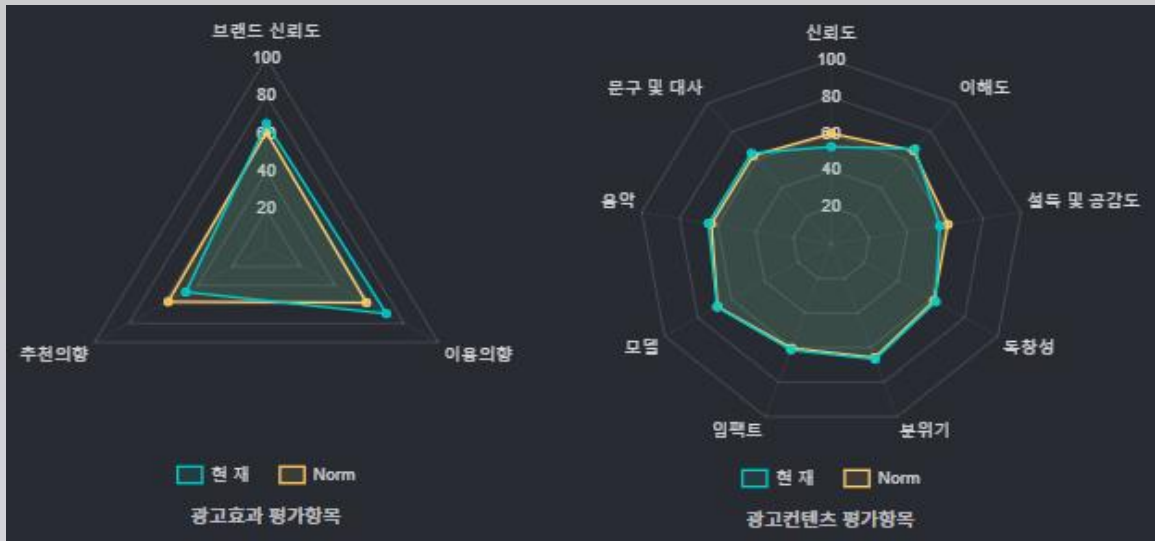 브랜드 신뢰도
100
80
60
40
20
추천의향
이용의향
현 재
Norm
광고효과 평가항목
신뢰도
100
80
60
40
20
문구 및 대사
이해도
음악
설득 및 공감도
모델
독창성
임팩트
분위기
현 재
Norm
광고컨텐츠 평가항목